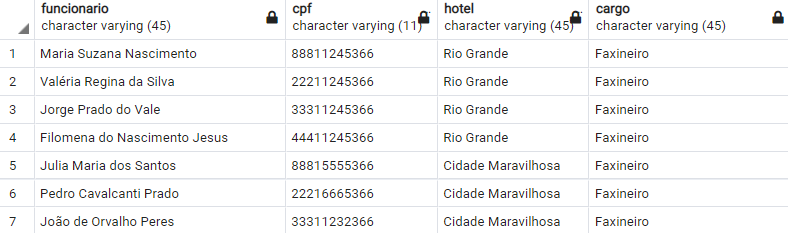 funcionario cpf hotel cargo
character varying (45) character varying (11) character varying (45) character varying (45)
1 Maria Suzana Nascimento 88811245366 Rio Grande Faxineiro
2 Valéria Regina da Silva 22211245366 Rio Grande Faxineiro
3 Jorge Prado do Vale 33311245366 Rio Grande Faxineiro
4 Filomena do Nascimento Jesus 44411245366 Rio Grande Faxineiro
5 Julia Maria dos Santos 88815555366 Cidade Maravilhosa Faxineiro
6 Pedro Cavalcanti Prado 22216665366 Cidade Maravilhosa Faxineiro
7 João de Orvalho Peres 33311232366 Cidade Maravilhosa Faxineiro